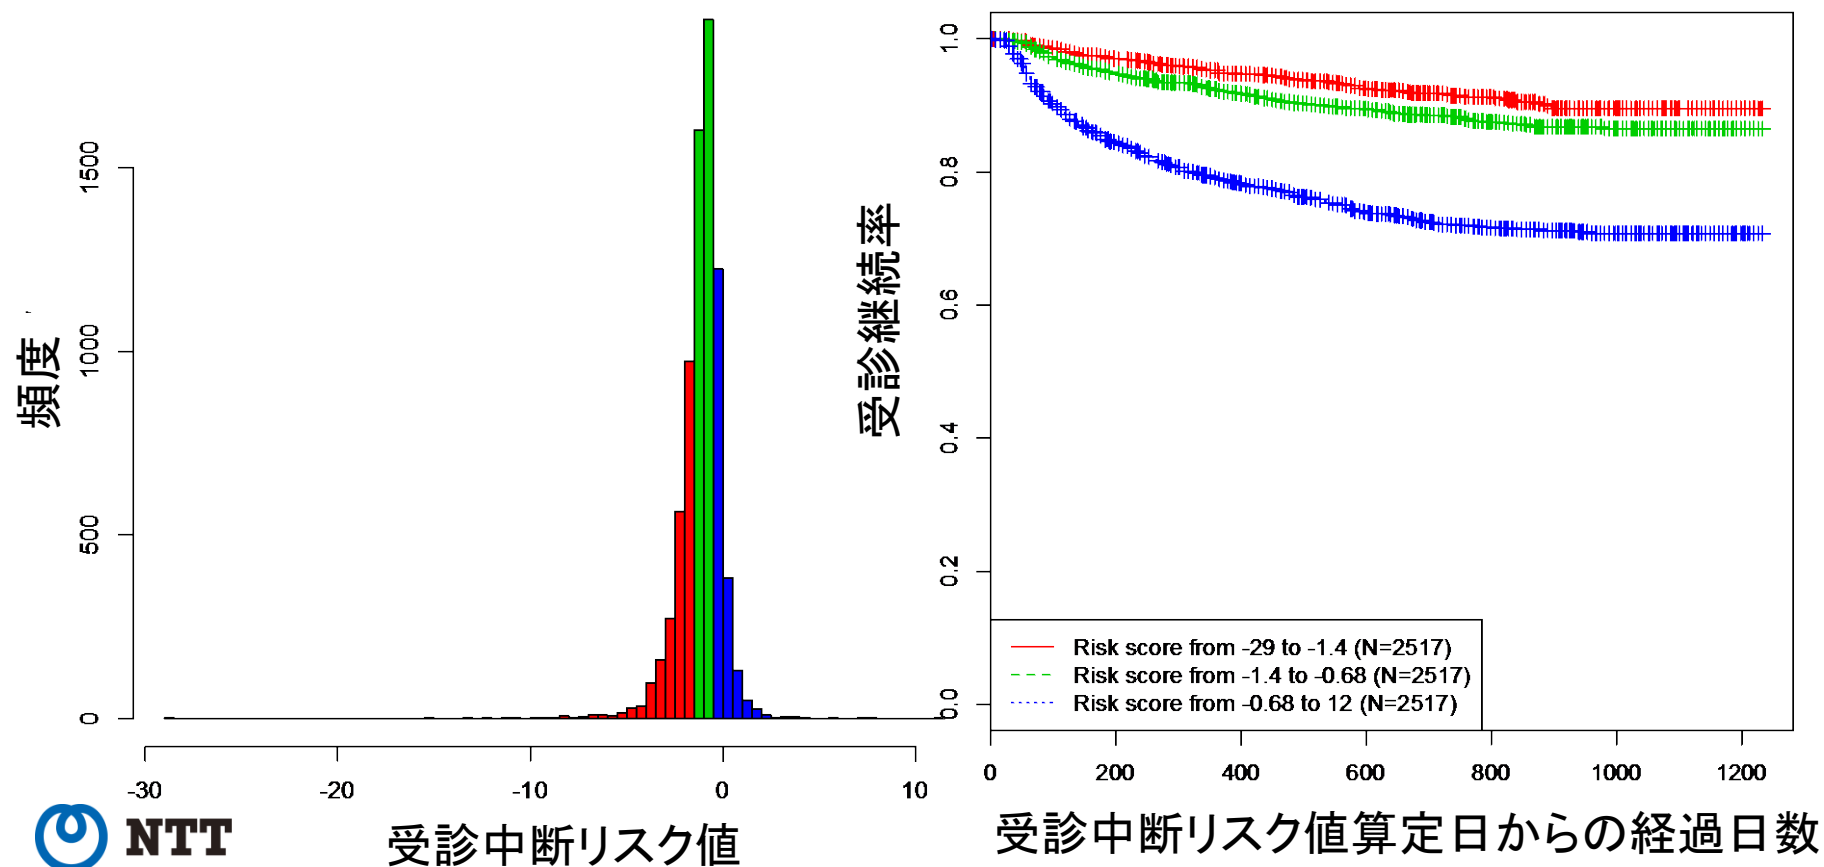 頻度
1500
1000
500
0
-30
-20
-10
0
10
受診中断リスク値
NTT
受診継続率
1.0
0.8
0.6
0.4
0.2
0.0
Risk score from -29 to -1.4 (N=2517)
Risk score from -1.4 to -0.68 (N=2517)
Risk score from -0.68 to 12 (N=2517)
0
200
400
600
800
1000
1200
受診中断リスク値算定日からの経過日数